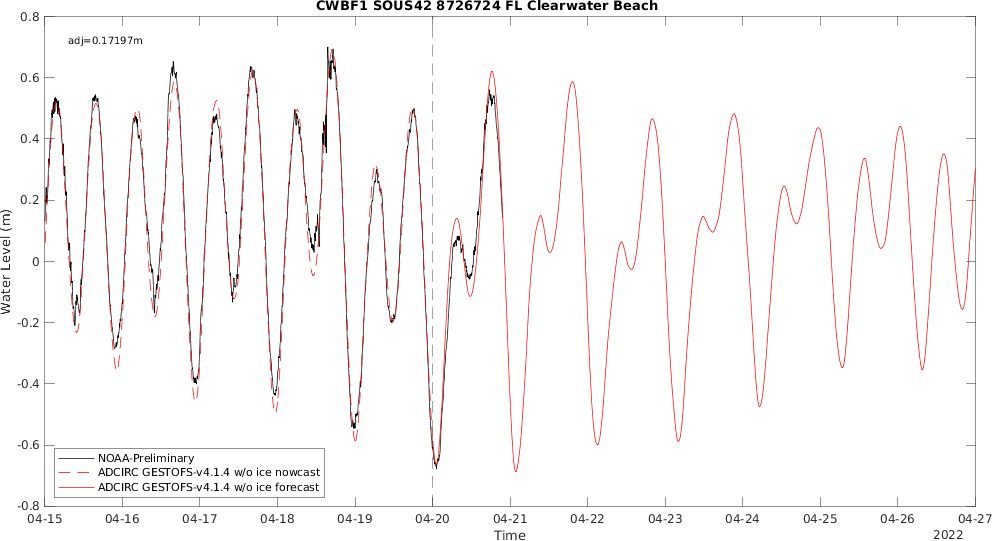 CWBF1 SOUS42 8726724 FL Clearwater Beach
adj=0.17197m
0.8
0.6
0.4
0.2
0
-0.2
-0.4
-0.6
-0.8
Water Level (m)
NOAA-Preliminary
ADCIRC GESTOFS-v4.1.4 w/o ice nowcast
ADCIRC GESTOFS-v4.1.4 w/o ice forecast
04-15 04-16 04-17 04-18 04-19 04-20 04-21 04-22 04-23 04-24 04-25 04-26 04-27
Time
2022